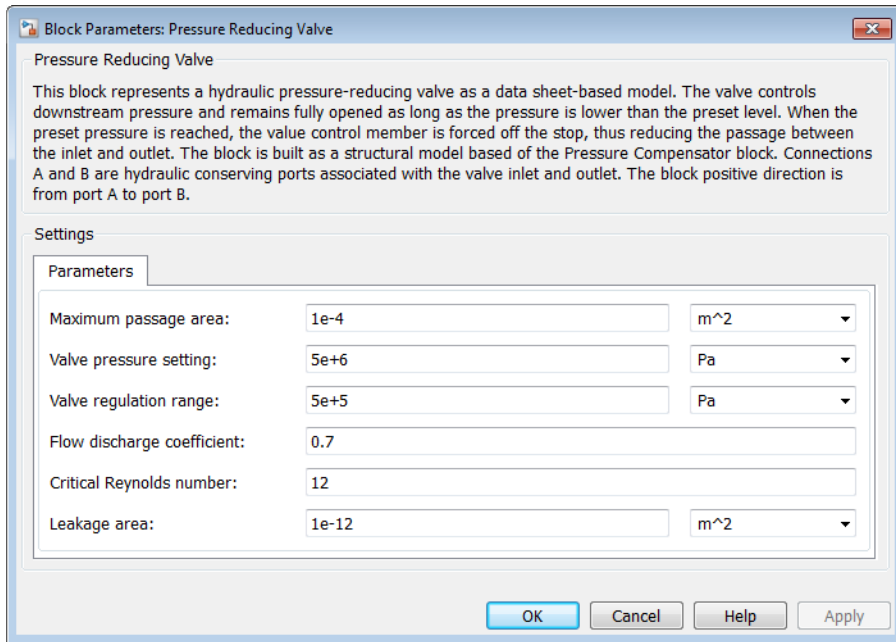 Block Parameters: Pressure Reducing Valve
Pressure Reducing Valve
This block represents a hydraulic pressure-reducing valve as a data sheet-based model. The valve controls
downstream pressure and remains fully opened as long as the pressure is lower than the preset level. When the
preset pressure is reached, the value control member is forced off the stop, thus reducing the passage between
the inlet and outlet. The block is built as a structural model based of the Pressure Compensator block. Connections
A and B are hydraulic conserving ports associated with the valve inlet and outlet. The block positive direction is
from port A to port B.
Settings
Parameters
Maximum passage area: 1e-4 m^2
Valve pressure setting: 5e+6 Pa
Valve regulation range: 5e+5 Pa
Flow discharge coefficient: 0.7
Critical Reynolds number: 12
Leakage area: 1e-12 m^2
OK Cancel Help Apply